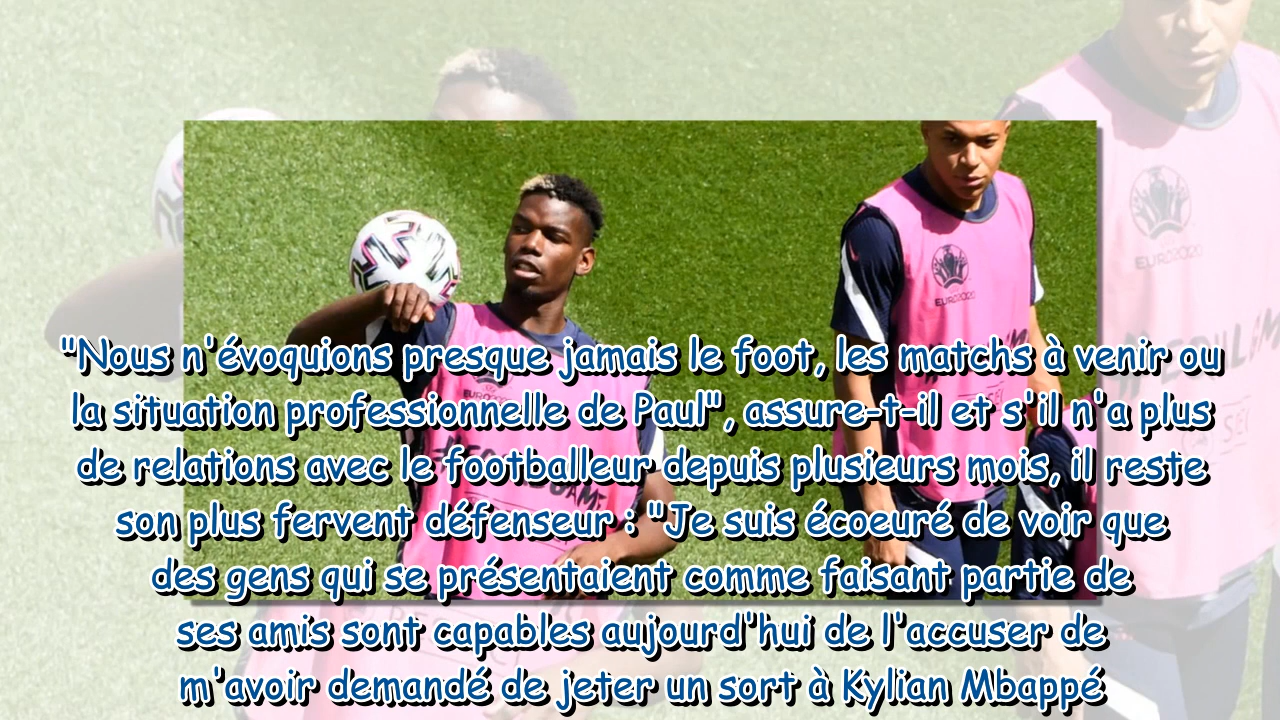 "Nous n'évoquions presque jamais le foot, les matchs à venir ou
la situation professionnelle de Paul", assure-t-il et s'il n'a plus
de relations avec le footballeur depuis plusieurs mois, il reste
son plus fervent défenseur : "Je suis écoeuré de voir que
des gens qui se présentaient comme faisant partie de
ses amis sont capables aujourd'hui de l'accuser de
m'avoir demandé de jeter un sort à Kylian Mbappé
EURO2020
EURO2020